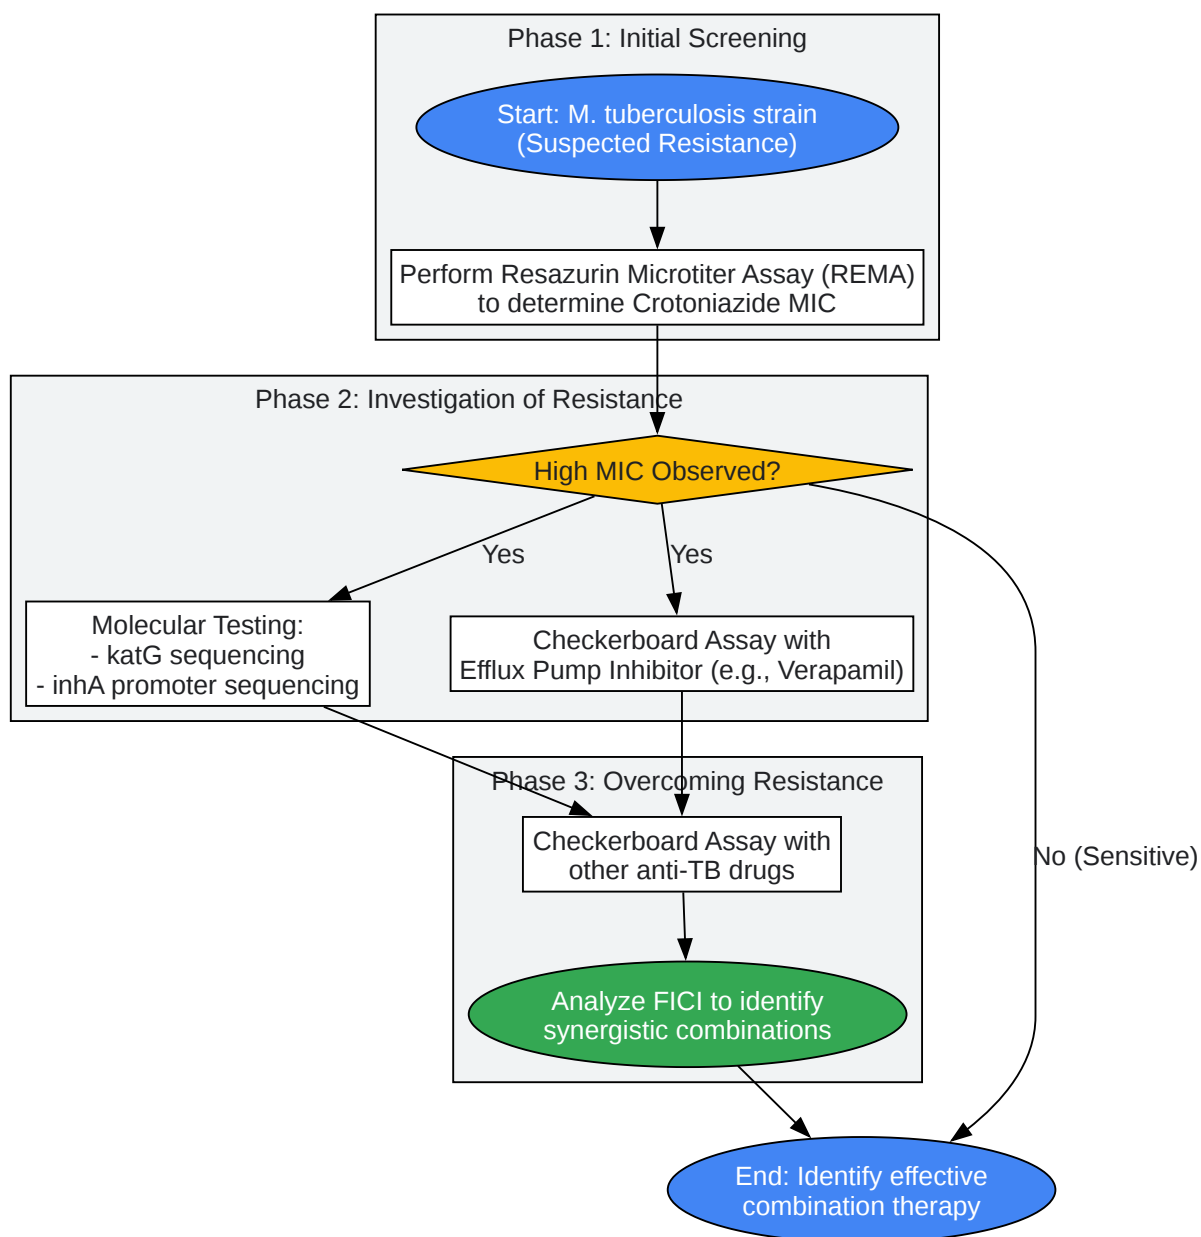 Phase 1: Initial Screening
Start: M. tuberculosis strain
(Suspected Resistance)
Perform Resazurin Microtiter Assay (REMA)
to determine Crotoniazide MIC
Phase 2: Investigation of Resistance
High MIC Observed?
Yes
Yes
Molecular Testing:
- katG sequencing
- inhA promoter sequencing
Checkerboard Assay with
Efflux Pump Inhibitor (e.g., Verapamil)
Phase 3: Overcoming Resistance
Checkerboard Assay with
other anti-TB drugs
No (Sensitive)
Analyze FICI to identify
synergistic combinations
End: Identify effective
combination therapy